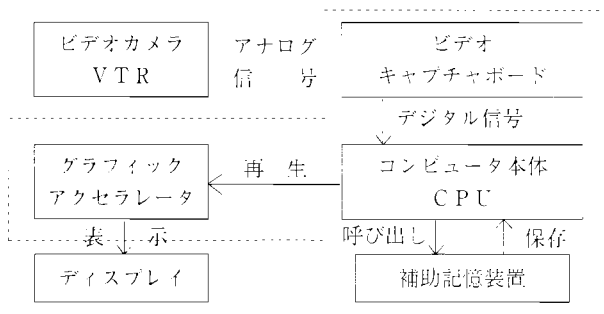 ビデオカメラ
VTR
アナログ
信 号
ビデオ
キャプチャボード
デジタル信号
グラフィック
アクセラレータ
再 生
コンピュータ本体
CPU
表 示
呼び出し
保存
ディスプレイ
補助記憶装置